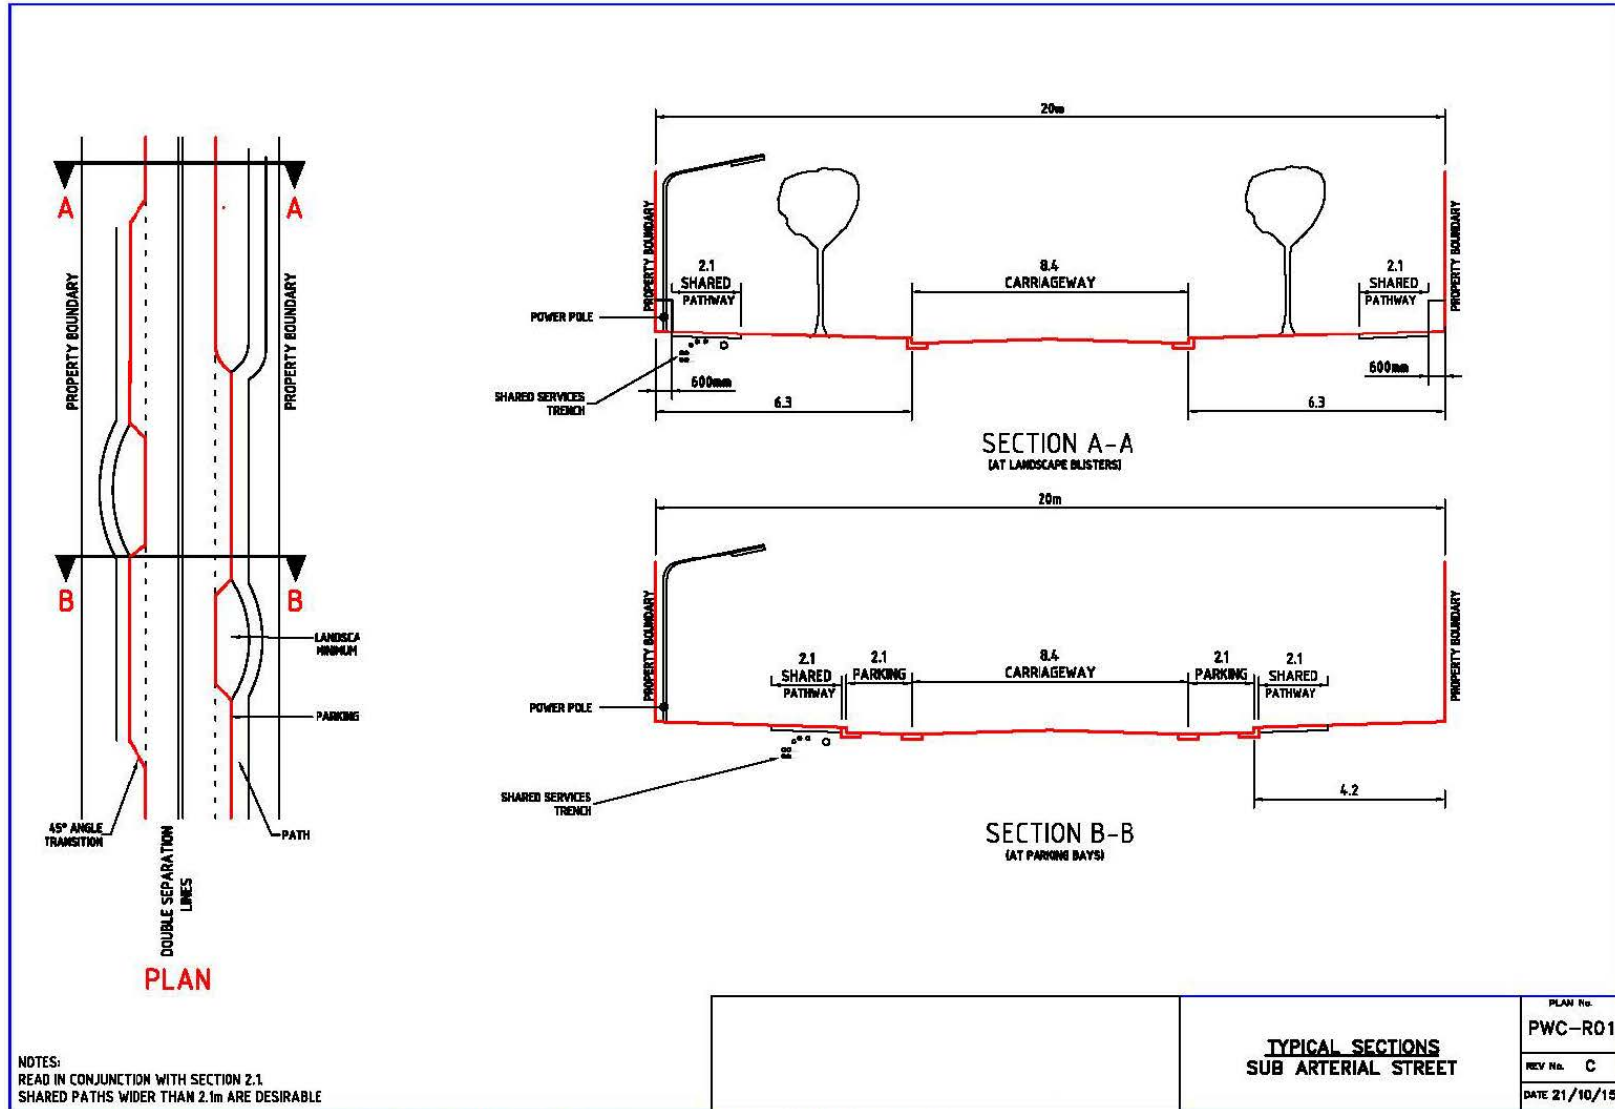 A
A
PROPERTY BOUNDARY
PROPERTY BOUNDARY
B
B
LANDSCA
MINIMUM
PARKING
45° ANGLE
TRANSITION
PATH
DOUBLE SEPARATION
LINES
PLAN
20m
PROPERTY BOUNDARY
PROPERTY BOUNDARY
2.1
SHARED
PATHWAY
8.4
CARRIAGEWAY
2.1
SHARED
PATHWAY
POWER POLE
SHARED SERVICES
TRENCH
600mm
600mm
6.3
6.3
SECTION A-A
(AT LANDSCAPE BLISTERS)
20m
PROPERTY BOUNDARY
PROPERTY BOUNDARY
2.1
SHARED
PATHWAY
2.1
PARKING
8.4
CARRIAGEWAY
2.1
PARKING
2.1
SHARED
PATHWAY
POWER POLE
SHARED SERVICES
TRENCH
4.2
SECTION B-B
(AT PARKING BAYS)
NOTES:
READ IN CONJUNCTION WITH SECTION 2.1.
SHARED PATHS WIDER THAN 2.1m ARE DESIRABLE
TYPICAL SECTIONS
SUB ARTERIAL STREET
PLAN No.
PWC-R01
REV No. C
DATE 21/10/15